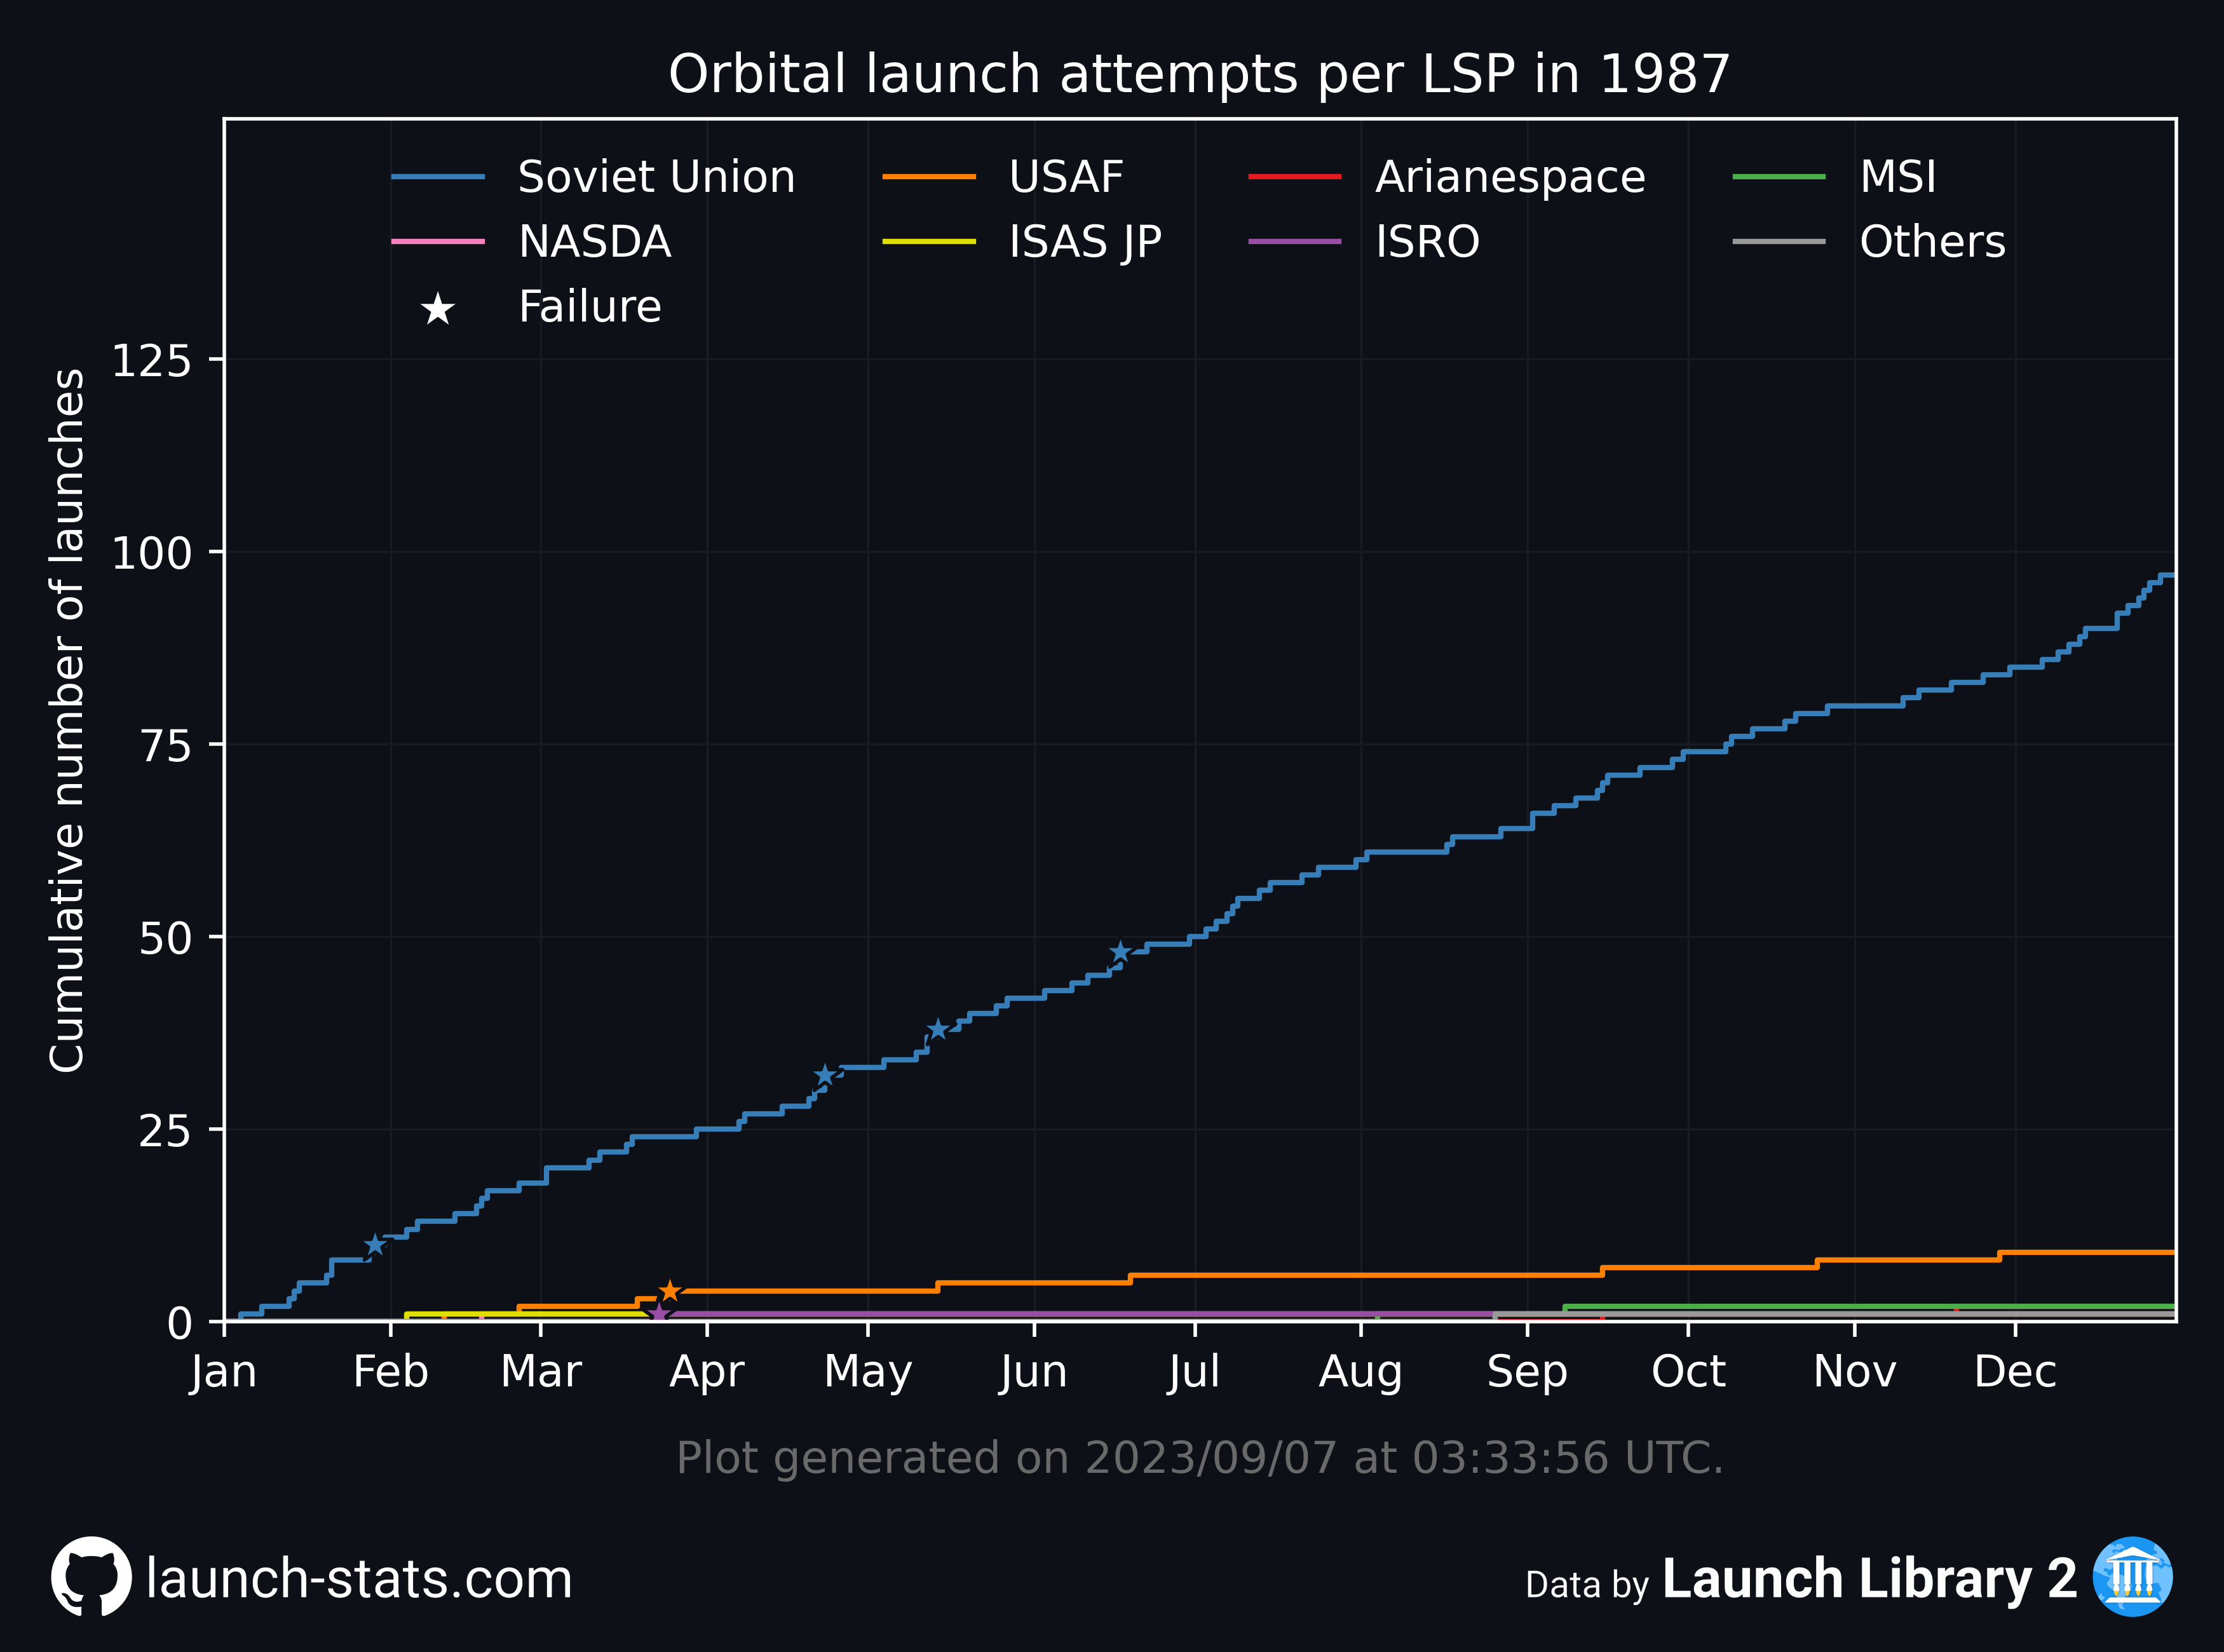 Orbital launch attempts per LSP in 1987
Soviet Union USAF Arianespace MSI
NASDA ISAS JP ISRO Others
Failure
Cumulative number of launches
125
100
75
50
25
0
Jan Feb Mar Apr May Jun Jul Aug Sep Oct Nov Dec
Plot generated on 2023/09/07 at 03:33:56 UTC.
launch-stats.com
Data by Launch Library 2